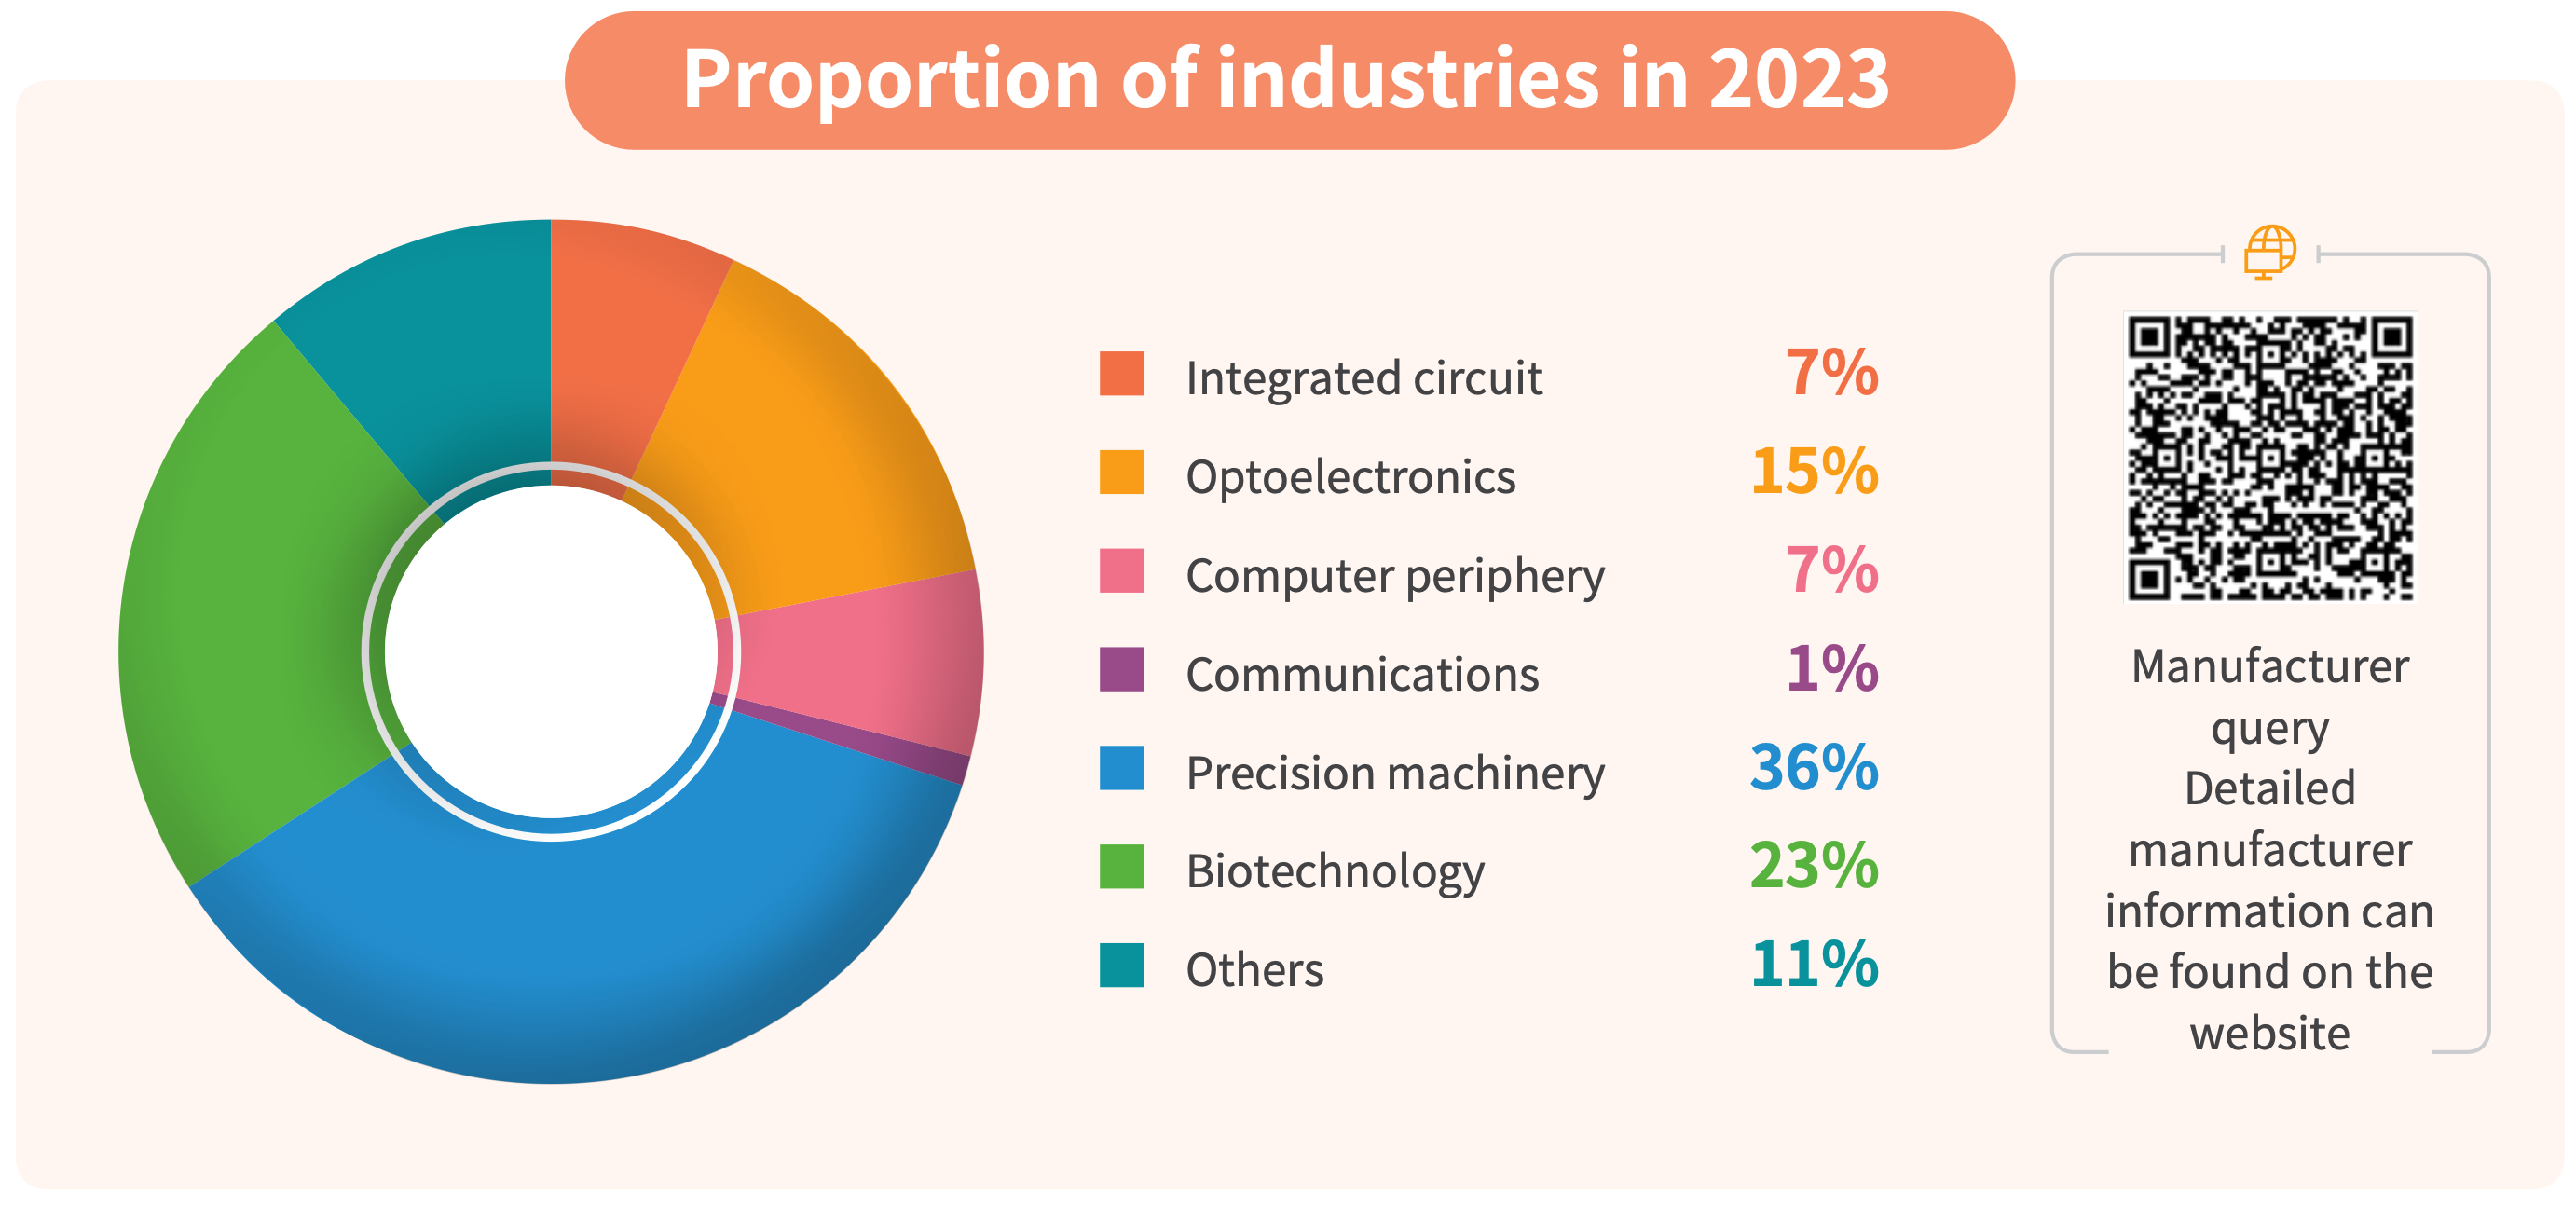 Proportion of industries in 2023
Integrated circuit 7%
Optoelectronics 15%
Computer periphery 7%
Communications 1%
Precision machinery 36%
Biotechnology 23%
Others 11%
Manufacturer
query
Detailed
manufacturer
information can
be found on the
website